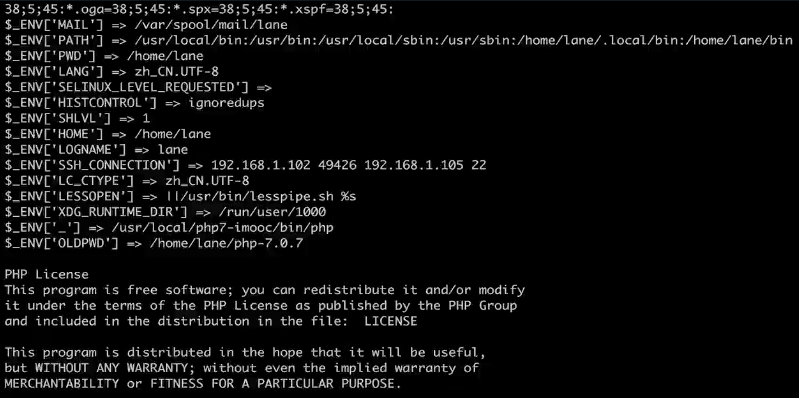 38;5;45:*.oga=38;5;45:*.spx=38;5;45:*.xspf=38;5;45:
$_ENV['MAIL'] => /var/spool/mail/lane
$_ENV['PATH'] => /usr/local/bin:/usr/bin:/usr/local/sbin:/usr/sbin:/home/lane/.local/bin:/home/lane/bin
$_ENV['PWD'] => /home/lane
$_ENV['LANG'] => zh_CN.UTF-8
$_ENV['SELINUX_LEVEL_REQUESTED'] =>
$_ENV['HISTCONTROL'] => ignoredups
$_ENV['SHLVL'] => 1
$_ENV['HOME'] => /home/lane
$_ENV['LOGNAME'] => lane
$_ENV['SSH_CONNECTION'] => 192.168.1.102 49426 192.168.1.105 22
$_ENV['LC_CTYPE'] => zh_CN.UTF-8
$_ENV['LESSOPEN'] => ||/usr/bin/lesspipe.sh %s
$_ENV['XDG_RUNTIME_DIR'] => /run/user/1000
$_ENV['_'] => /usr/local/php7-imooc/bin/php
$_ENV['OLDPWD'] => /home/lane/php-7.0.7
PHP License
This program is free software; you can redistribute it and/or modify
it under the terms of the PHP License as published by the PHP Group
and included in the distribution in the file:  LICENSE
This program is distributed in the hope that it will be useful,
but WITHOUT ANY WARRANTY; without even the implied warranty of
MERCHANTABILITY or FITNESS FOR A PARTICULAR PURPOSE.